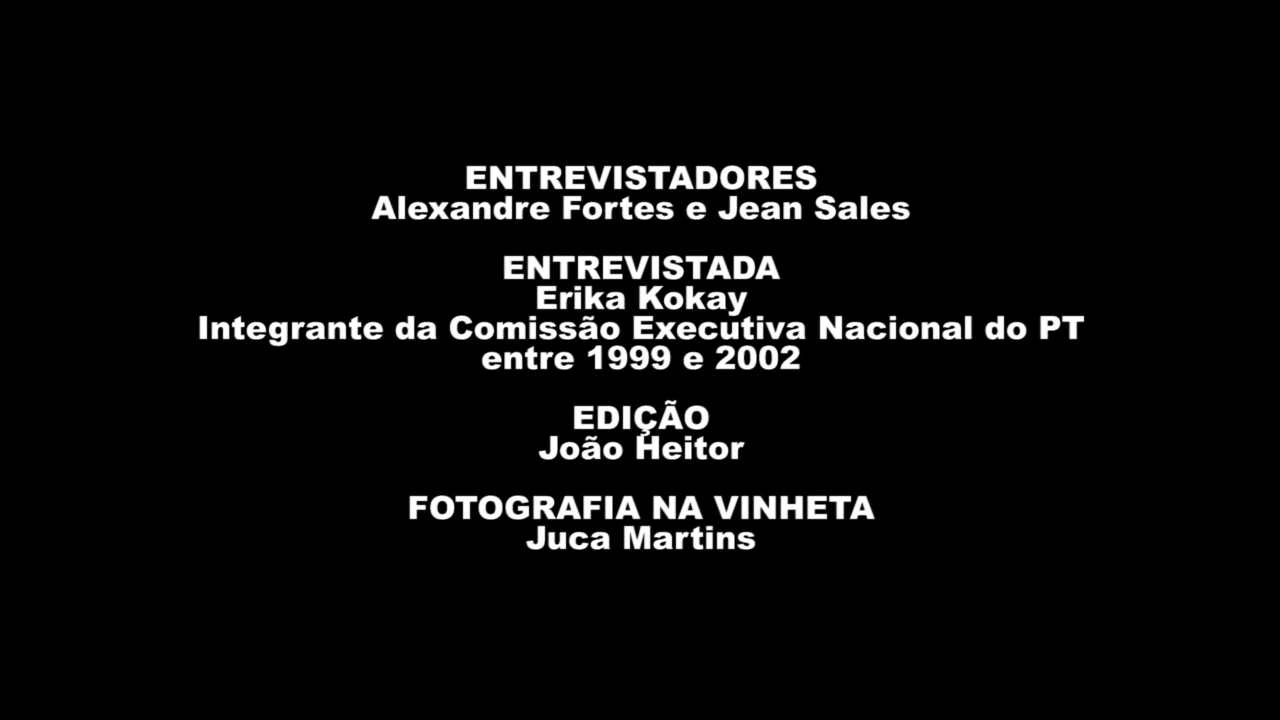 ENTREVISTADORES
Alexandre Fortes e Jean Sales
ENTREVISTADA
Erika Kokay
Integrante da Comissão Executiva Nacional do PT
entre 1999 e 2002
EDIÇÃO
João Heitor
FOTOGRAFIA NA VINHETA
Juca Martins